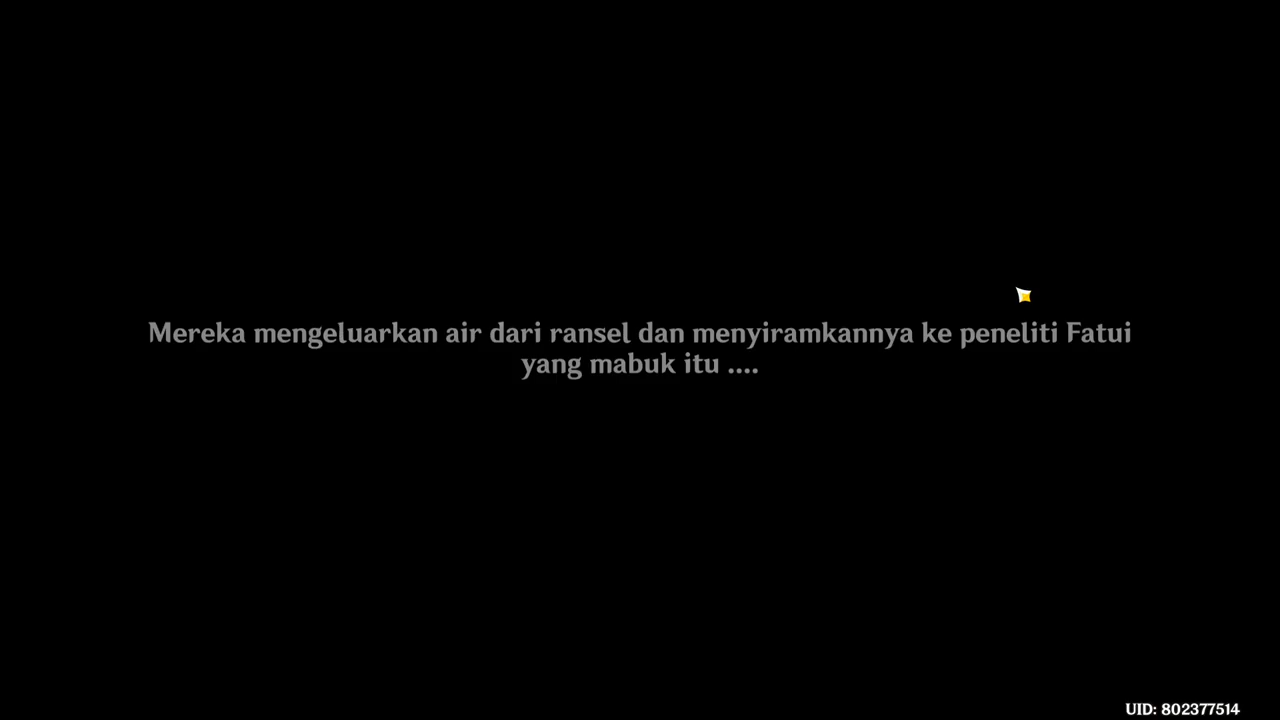 Mereka mengeluarkan air dari ransel dan menyiramkannya ke peneliti Fatui
yang mabuk itu ....
UID: 802377514